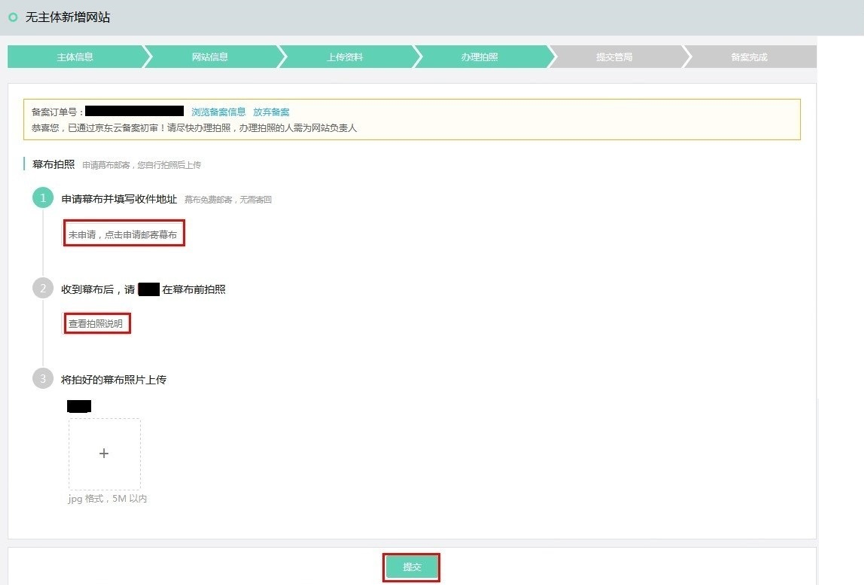 无主体新增网站
主体信息
网站信息
上传资料
办理拍照
提交管局
备案完成
备案订单号： 浏览备案信息 放弃备案
恭喜您，已通过京东云备案初审！请尽快办理拍照，办理拍照的人需为网站负责人
幕布拍照 申请幕布邮寄，您自行拍照后上传
1 申请幕布并填写收件地址 幕布免费邮寄，无需寄回
未申请，点击申请邮寄幕布
2 收到幕布后，请 在幕布前拍照
查看拍照说明
3 将拍好的幕布照片上传
+
jpg 格式，5M 以内
提交